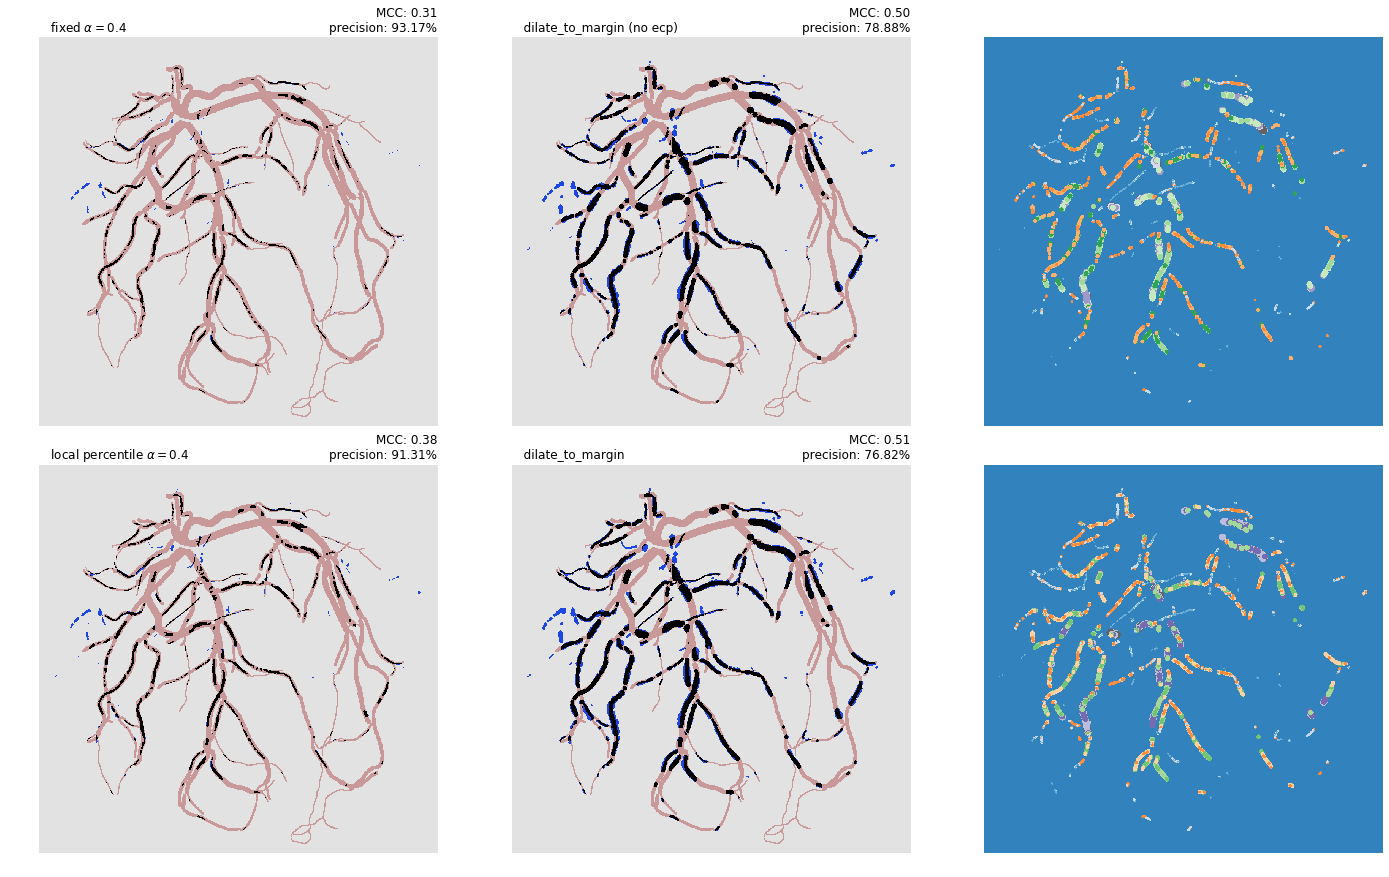 MCC: 0.31
fixed α = 0.4 precision: 93.17%
MCC: 0.50
dilate_to_margin (no ecp) precision: 78.88%
MCC: 0.38
local percentile α = 0.4 precision: 91.31%
MCC: 0.51
dilate_to_margin precision: 76.82%